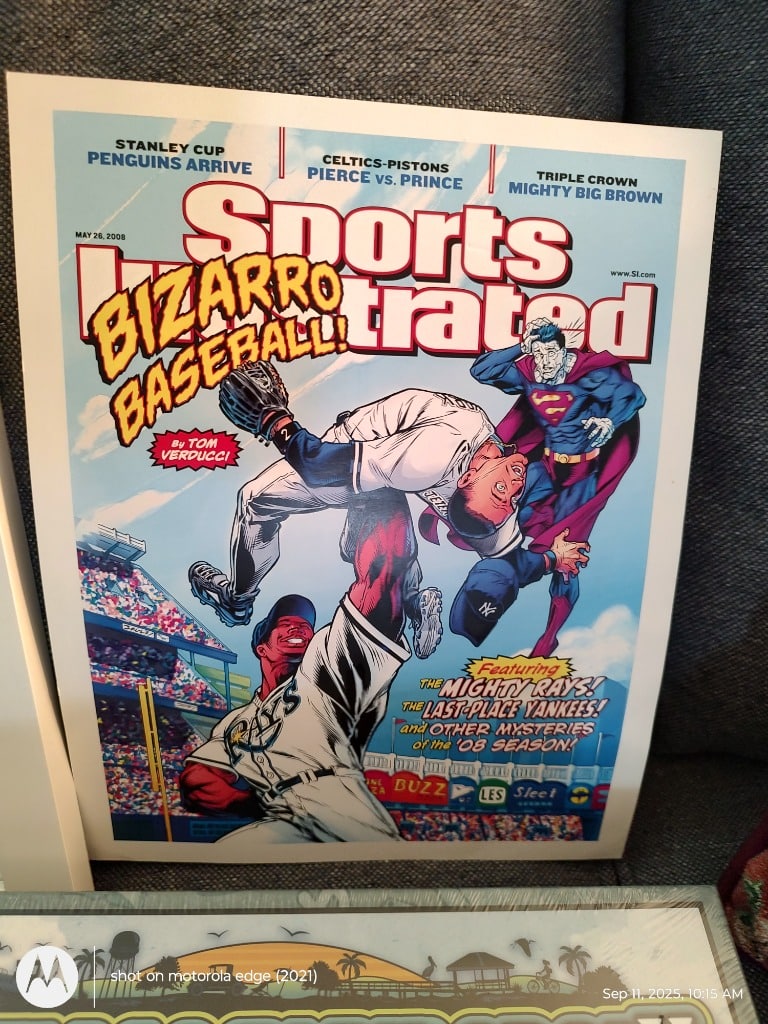 STANLEY CUP
PENGUINS ARRIVE
CELTICS-PISTONS
PIERCE VS. PRINCE
TRIPLE CROWN
MIGHTY BIG BROWN
MAY 26, 2008
Sports
www.SI.com
trated
BIZARRO
BASEBALL!
By TOM
VERDUCCI
2
NY
RAYS
Featuring
THE MIGHTY RAYS!
THE LAST-PLACE YANKEES!
and OTHER MYSTERIES
of the '08 SEASON!
BUZZ
LES
Sleet
shot on motorola edge (2021)
Sep 11, 2025, 10:15 AM